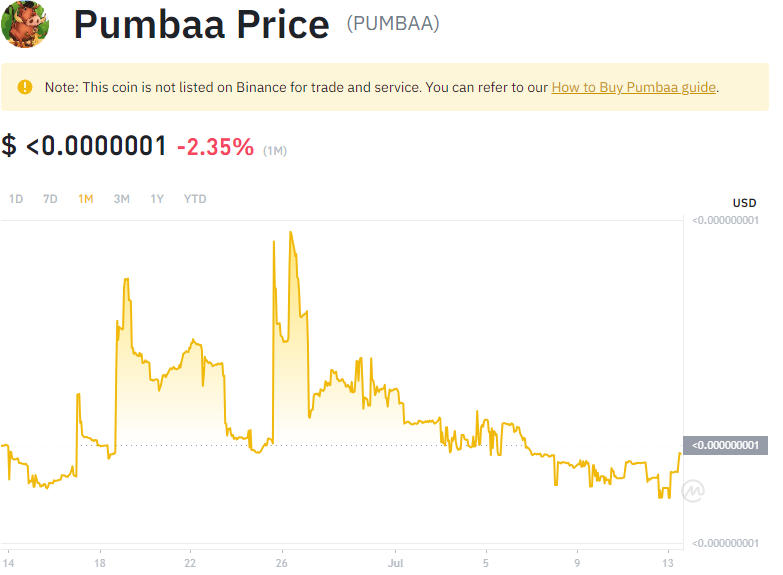 Pumbaa Price (PUMBAA)
Note: This coin is not listed on Binance for trade and service. You can refer to our How to Buy Pumbaa guide.
$ <0.0000001 -2.35% (1M)
1D 7D 1M 3M 1Y YTD
USD
<0.000000001
<0.000000001
<0.000000001
14 18 22 26 Jul 5 9 13